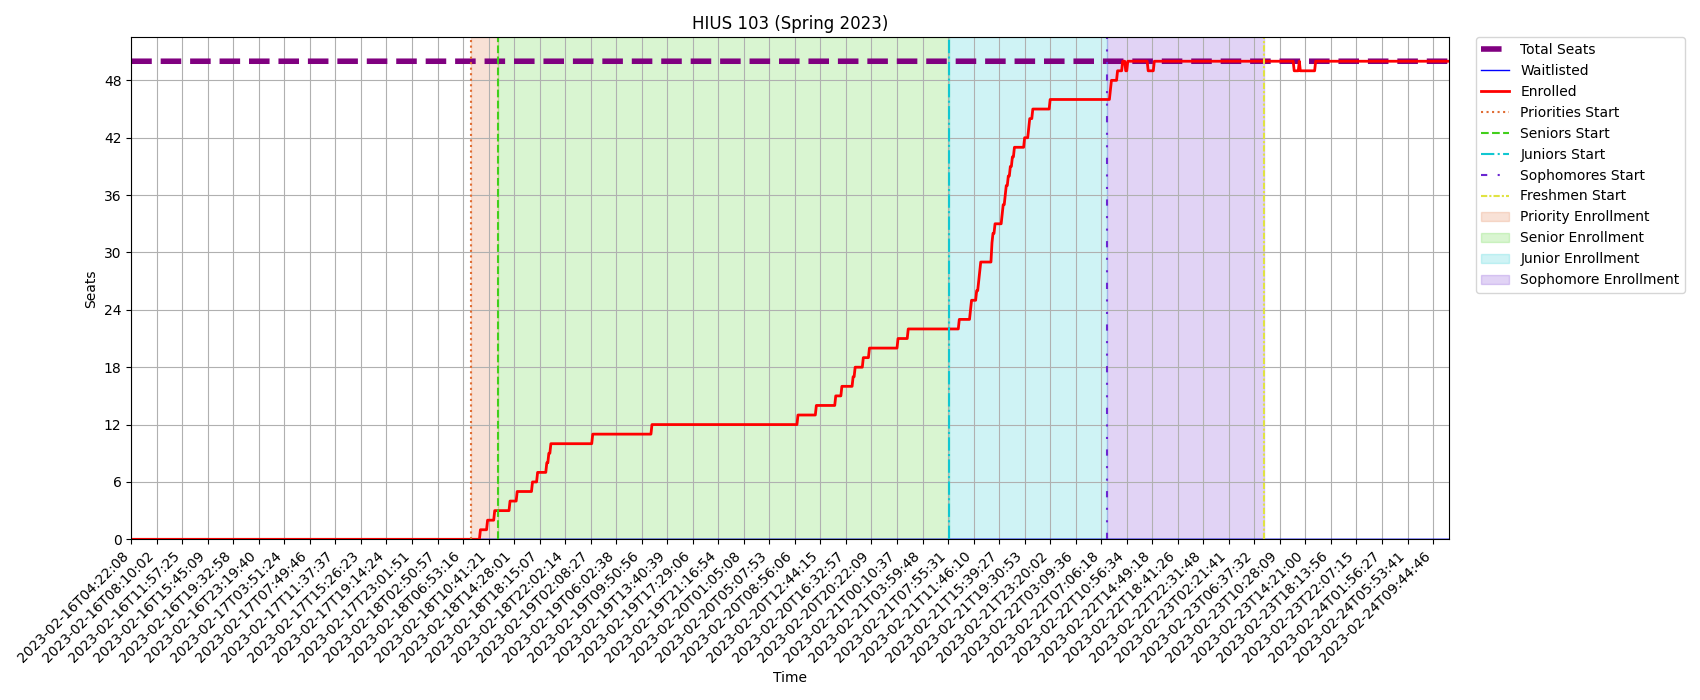 HIUS 103 (Spring 2023)
Total Seats
Waitlisted
Enrolled
Priorities Start
Seniors Start
Juniors Start
Sophomores Start
Freshmen Start
Priority Enrollment
Senior Enrollment
Junior Enrollment
Sophomore Enrollment
Seats
48
42
36
30
24
18
12
6
0
2023-02-16T04:22:08
2023-02-16T08:10:02
2023-02-16T11:57:25
2023-02-16T15:45:09
2023-02-16T19:32:58
2023-02-16T23:19:40
2023-02-17T03:51:24
2023-02-17T07:49:46
2023-02-17T11:37:37
2023-02-17T15:26:23
2023-02-17T19:14:24
2023-02-17T23:01:51
2023-02-18T02:50:57
2023-02-18T06:53:16
2023-02-18T10:41:21
2023-02-18T14:28:01
2023-02-18T18:15:07
2023-02-18T22:02:14
2023-02-19T02:08:27
2023-02-19T06:02:38
2023-02-19T09:50:56
2023-02-19T13:40:39
2023-02-19T17:29:06
2023-02-19T21:16:54
2023-02-20T01:05:08
2023-02-20T05:07:53
2023-02-20T08:56:06
2023-02-20T12:44:15
2023-02-20T16:32:57
2023-02-20T20:22:09
2023-02-21T00:10:37
2023-02-21T03:59:48
2023-02-21T07:55:31
2023-02-21T11:46:10
2023-02-21T15:39:27
2023-02-21T19:30:53
2023-02-21T23:20:02
2023-02-22T03:09:36
2023-02-22T07:06:18
2023-02-22T10:56:34
2023-02-22T14:49:18
2023-02-22T18:41:26
2023-02-22T22:31:48
2023-02-23T02:21:41
2023-02-23T06:37:32
2023-02-23T10:28:09
2023-02-23T14:21:00
2023-02-23T18:13:56
2023-02-23T22:07:15
2023-02-24T01:56:27
2023-02-24T05:53:41
2023-02-24T09:44:46
Time